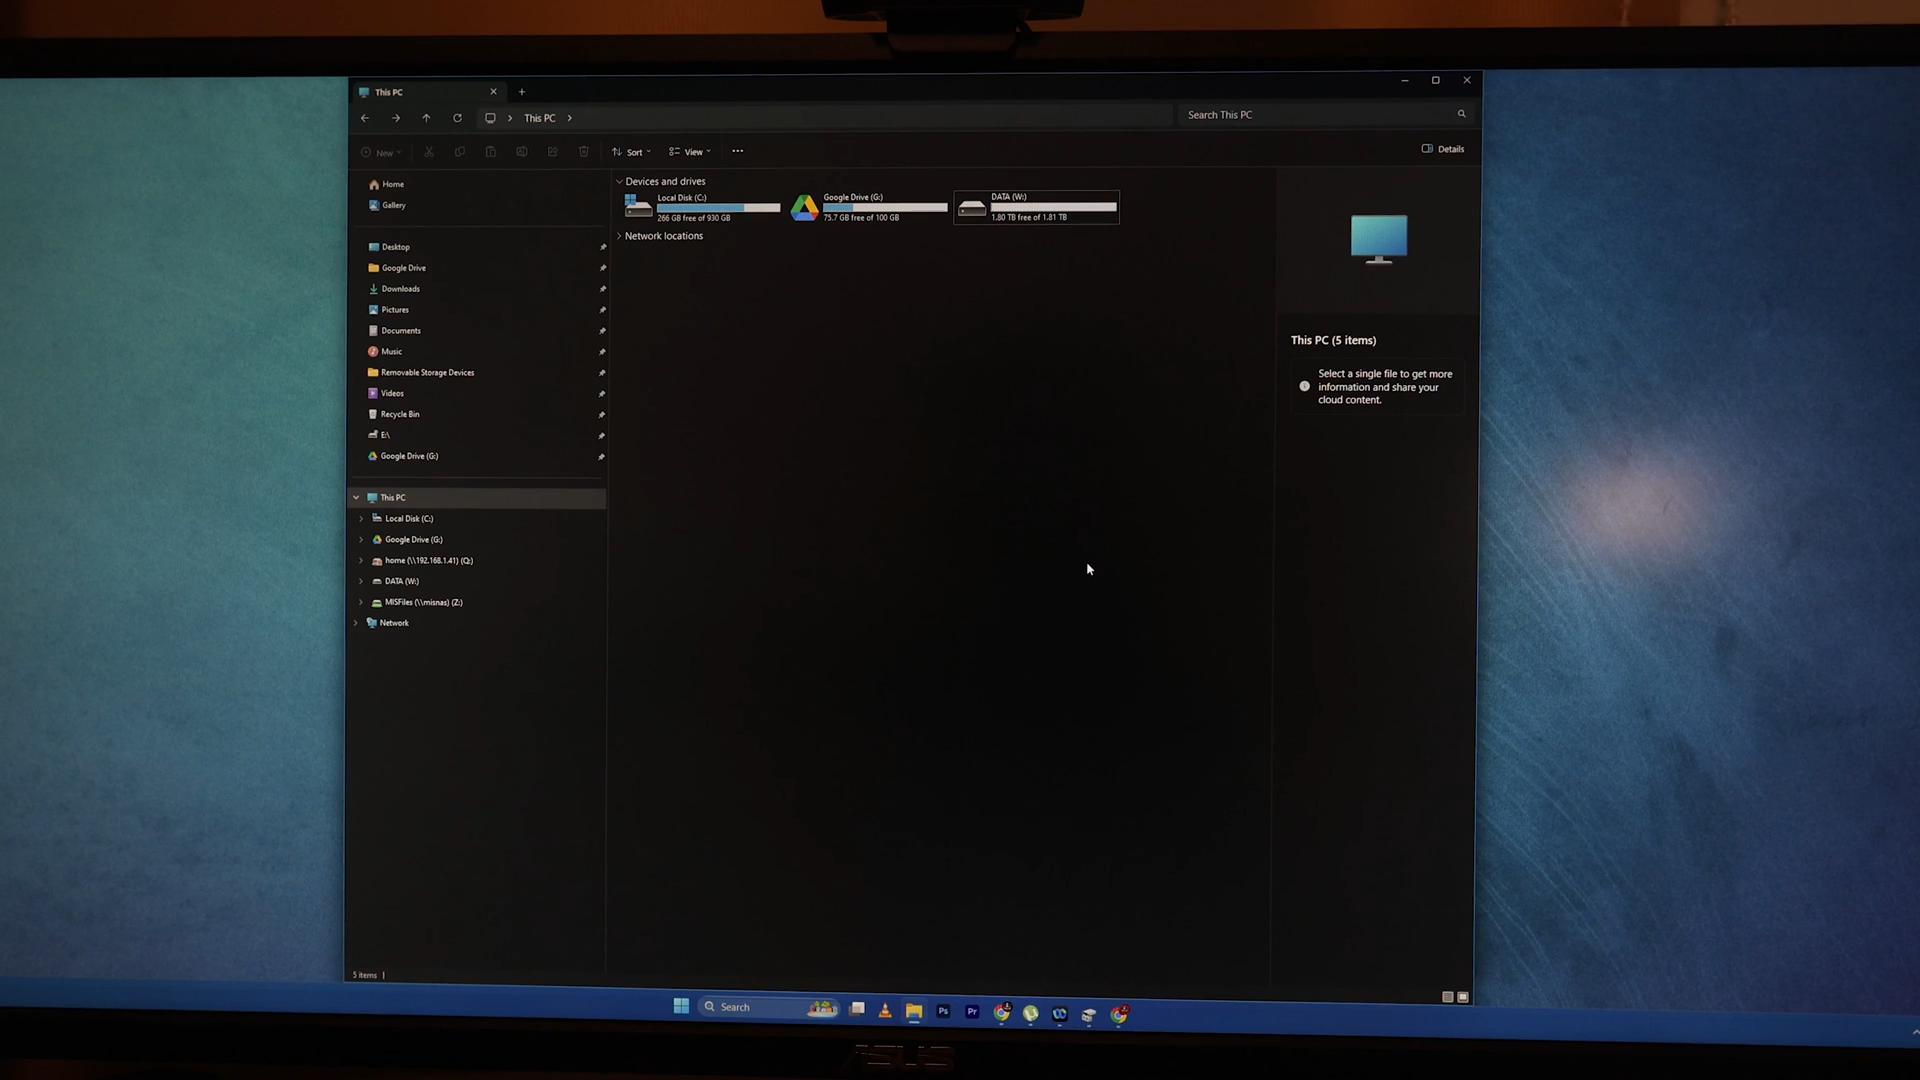 This PC
This PC
Search This PC
New
Sort
View
Details
Home
Gallery
Desktop
Google Drive
Downloads
Pictures
Documents
Music
Removable Storage Devices
Videos
Recycle Bin
E:\
Google Drive (G:)
This PC
Local Disk (C:)
Google Drive (G:)
home (\\192.168.1.41) (Q:)
DATA (W:)
MISFiles (\\misnas) (Z:)
Network
Devices and drives
Local Disk (C:)
266 GB free of 930 GB
Google Drive (G:)
75.7 GB free of 100 GB
DATA (W:)
1.80 TB free of 1.81 TB
Network locations
This PC (5 items)
Select a single file to get more
information and share your
cloud content.
5 items
Search
Ps
Pr
ASUS